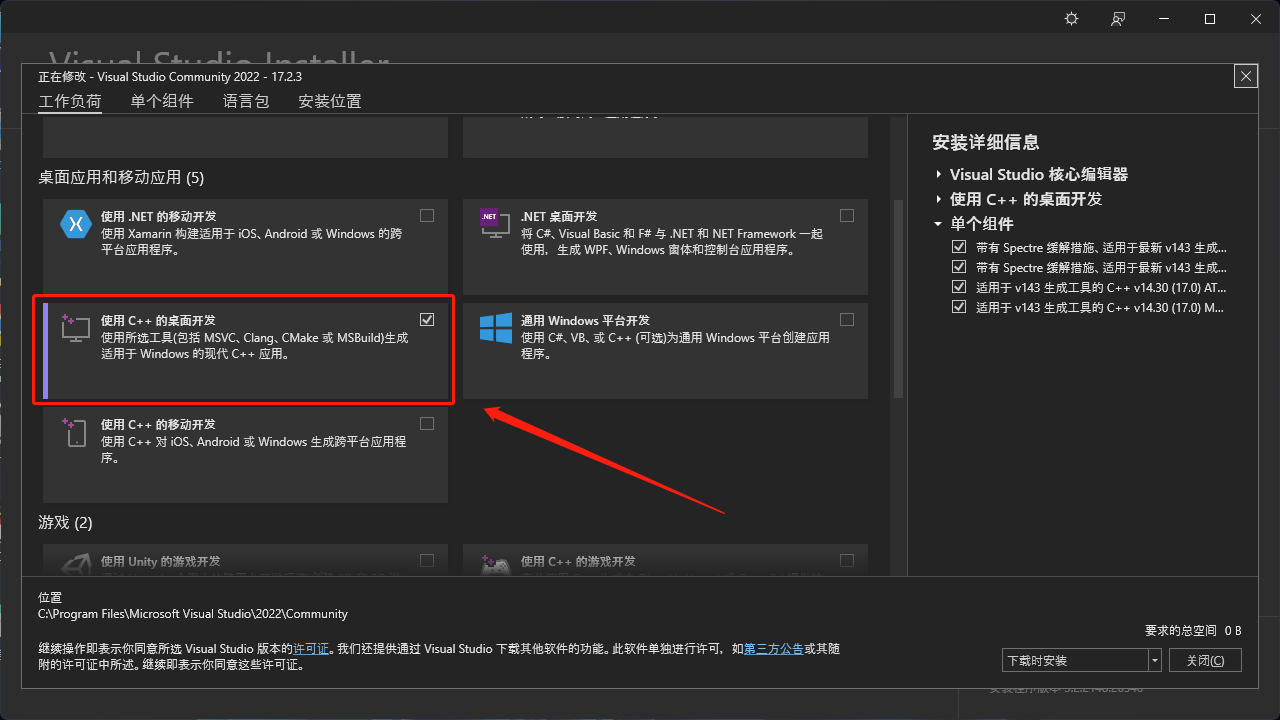 Visual Studio Installer
正在修改 - Visual Studio Community 2022 - 17.2.3
工作负荷 单个组件 语言包 安装位置
桌面应用和移动应用 (5)
使用 .NET 的移动开发
使用 Xamarin 构建适用于 iOS、Android 或 Windows 的跨
平台应用程序。
.NET
.NET 桌面开发
将 C#、Visual Basic 和 F# 与 .NET 和 NET Framework 一起
使用，生成 WPF、Windows 窗体和控制台应用程序。
使用 C++ 的桌面开发
使用所选工具(包括 MSVC、Clang、CMake 或 MSBuild)生成
适用于 Windows 的现代 C++ 应用。
通用 Windows 平台开发
使用 C#、VB、或 C++ (可选)为通用 Windows 平台创建应用
程序。
使用 C++ 的移动开发
使用 C++ 对 iOS、Android 或 Windows 生成跨平台应用程
序。
游戏 (2)
使用 Unity 的游戏开发
使用 C++ 的游戏开发
安装详细信息
Visual Studio 核心编辑器
使用 C++ 的桌面开发
单个组件
带有 Spectre 缓解措施、适用于最新 v143 生成...
带有 Spectre 缓解措施、适用于最新 v143 生成...
适用于 v143 生成工具的 C++ v14.30 (17.0) AT...
适用于 v143 生成工具的 C++ v14.30 (17.0) M...
位置
C:\Program Files\Microsoft Visual Studio\2022\Community
继续操作即表示你同意所选 Visual Studio 版本的许可证。我们还提供通过 Visual Studio 下载其他软件的功能。此软件单独进行许可，如第三方公告或其随
附的许可证中所述。继续即表示你同意这些许可证。
要求的总空间 0 B
下载时安装 关闭(C)